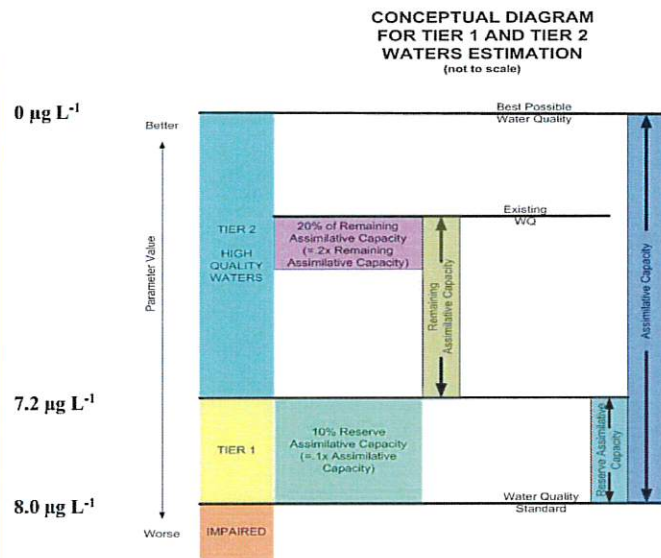 CONCEPTUAL DIAGRAM
FOR TIER 1 AND TIER 2
WATERS ESTIMATION
(not to scale)
0 µg L-1
Better
Best Possible
Water Quality
TIER 2
HIGH
QUALITY
WATERS
20% of Remaining
Assimilative Capacity
(=.2x Remaining
Assimilative Capacity)
Existing
WQ
Remaining
Assimilative Capacity
Assimilative Capacity
Parameter Value
7.2 µg L-1
TIER 1
10% Reserve
Assimilative Capacity
(=.1x Assimilative
Capacity)
Reserve Assimilative
Capacity
8.0 µg L-1
Water Quality
Standard
Worse
IMPAIRED